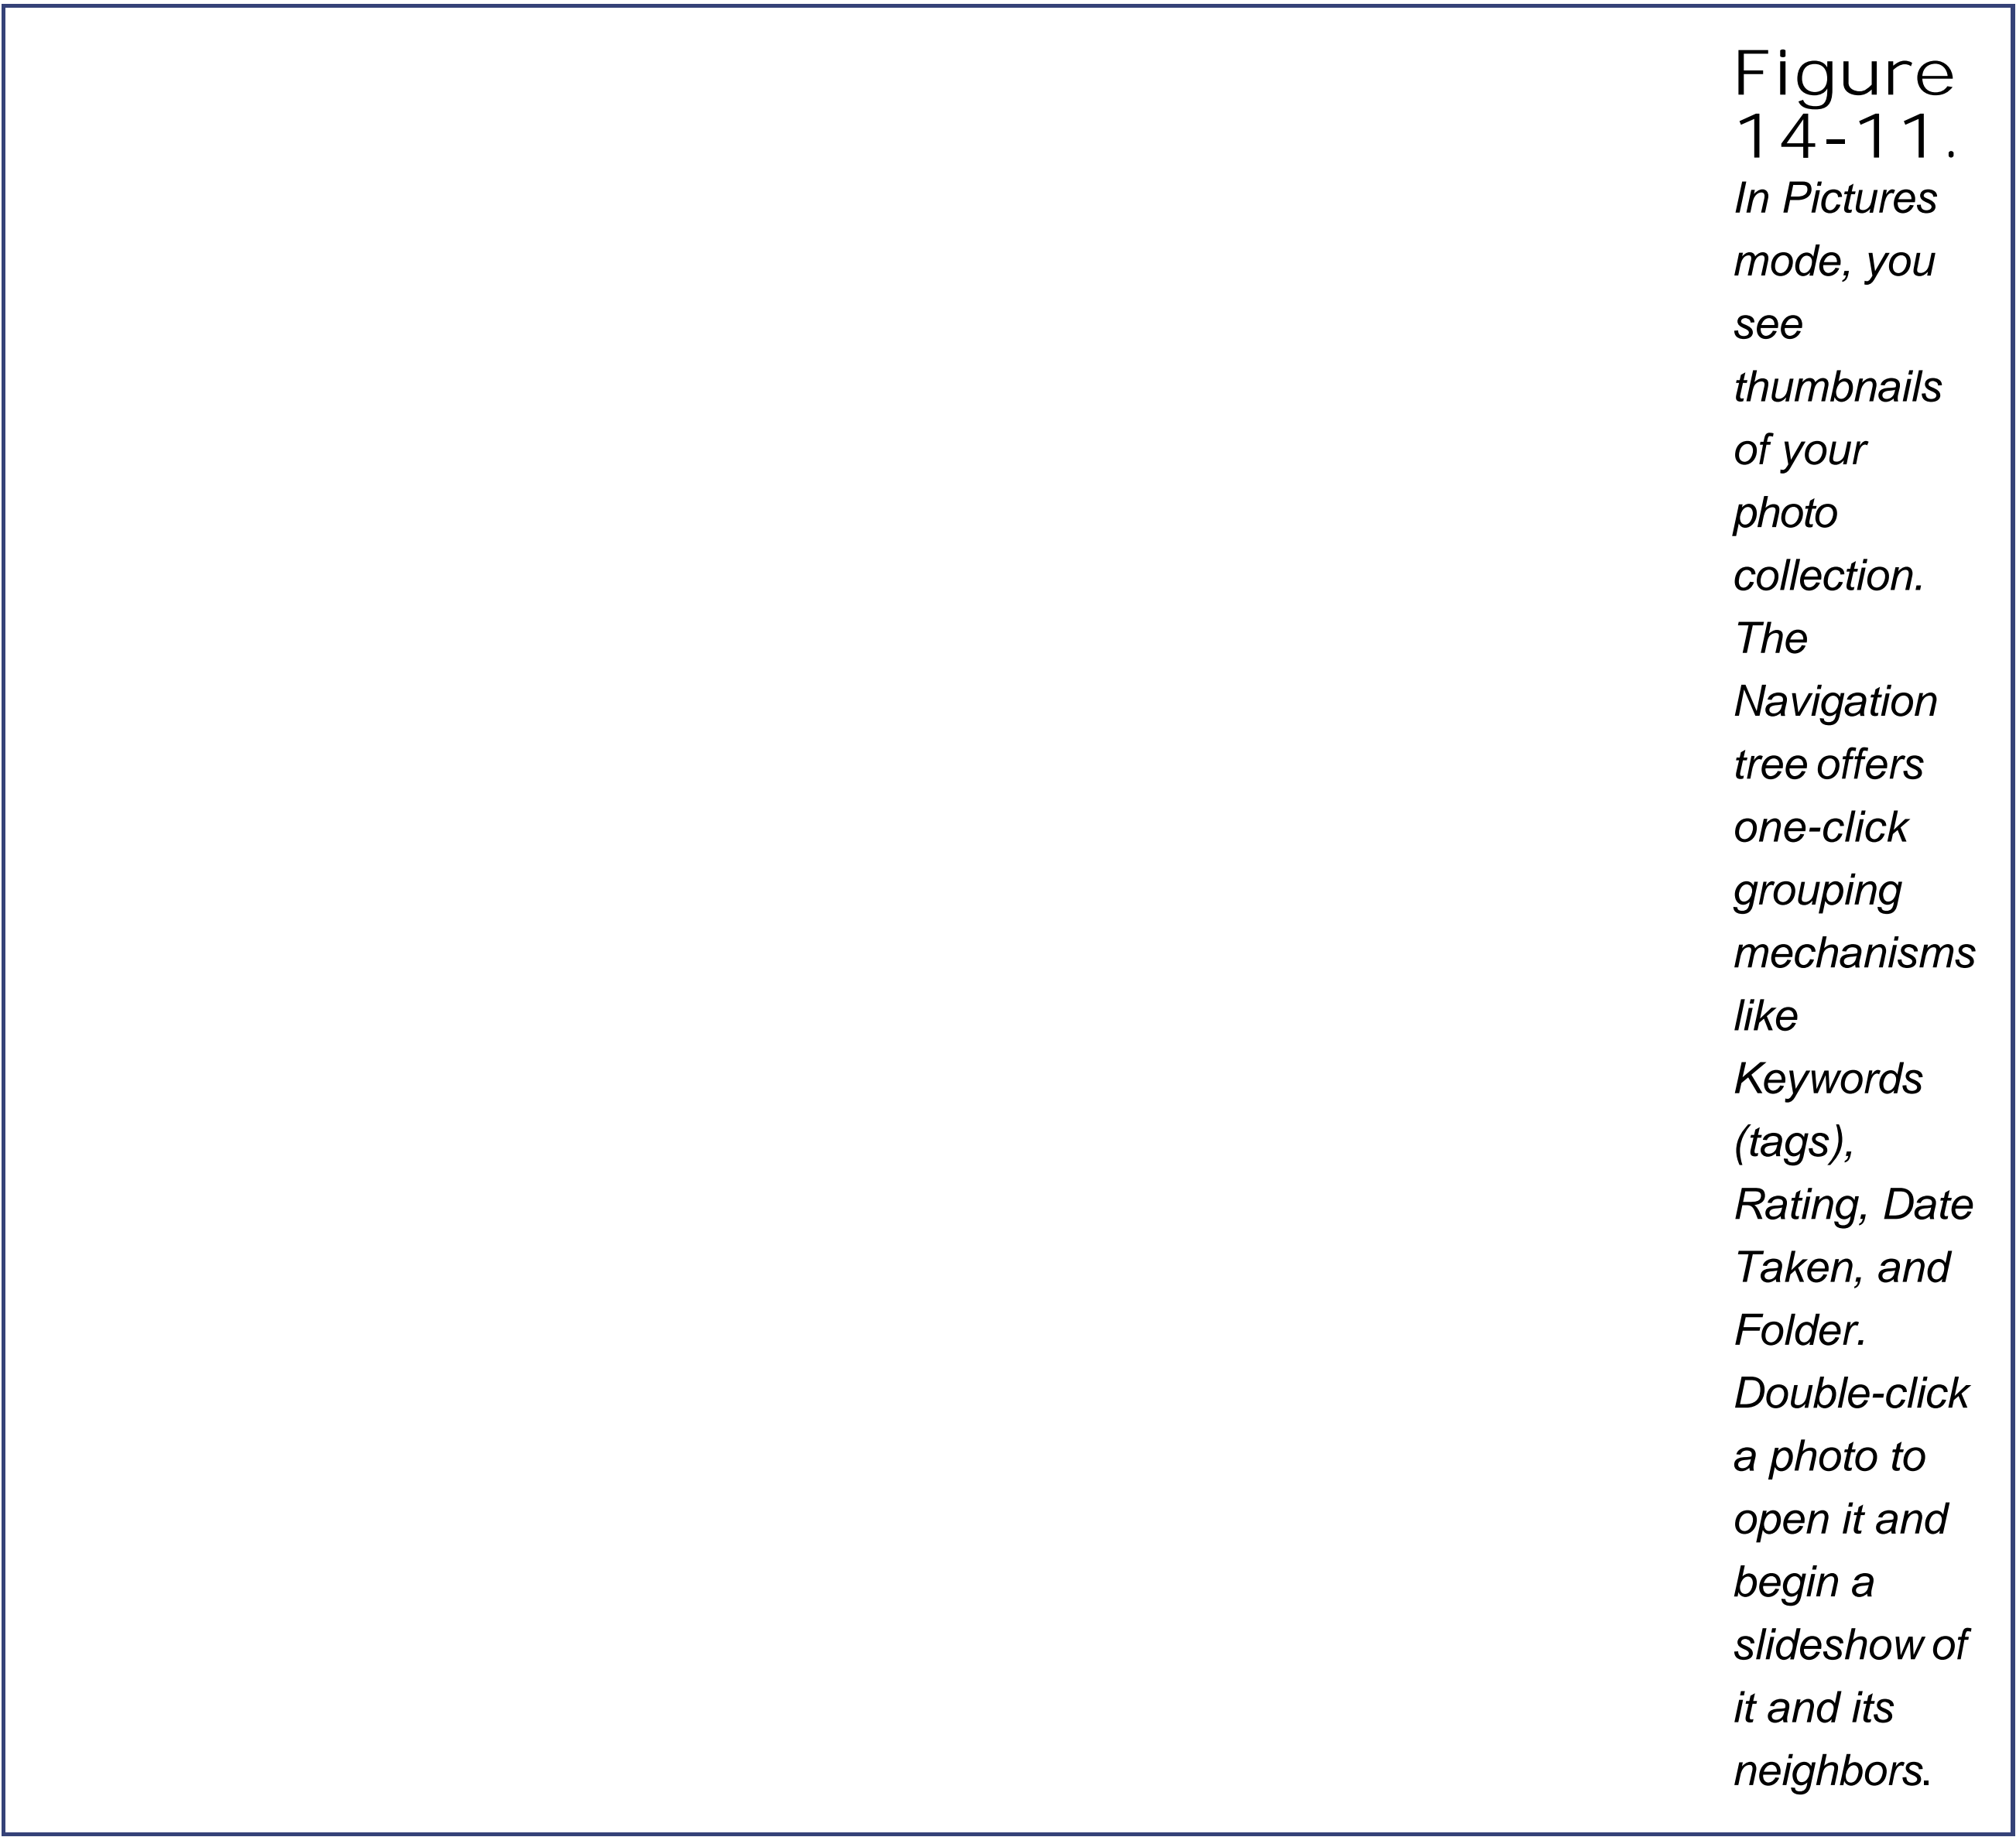 Figure
14-11.
In Pictures
mode, you
see
thumbnails
of your
photo
collection.
The
Navigation
tree offers
one-click
grouping
mechanisms
like
Keywords
(tags),
Rating, Date
Taken, and
Folder.
Double-click
a photo to
open it and
begin a
slideshow of
it and its
neighbors.